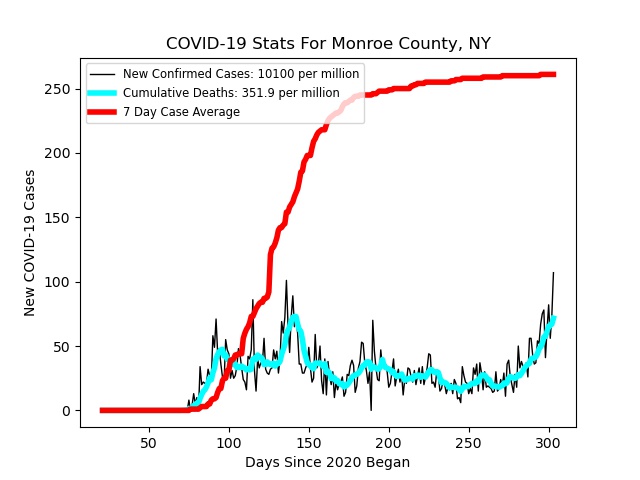 COVID-19 Stats For Monroe County, NY
New Confirmed Cases: 10100 per million
Cumulative Deaths: 351.9 per million
7 Day Case Average
New COVID-19 Cases
250
200
150
100
50
0
50 100 150 200 250 300
Days Since 2020 Began